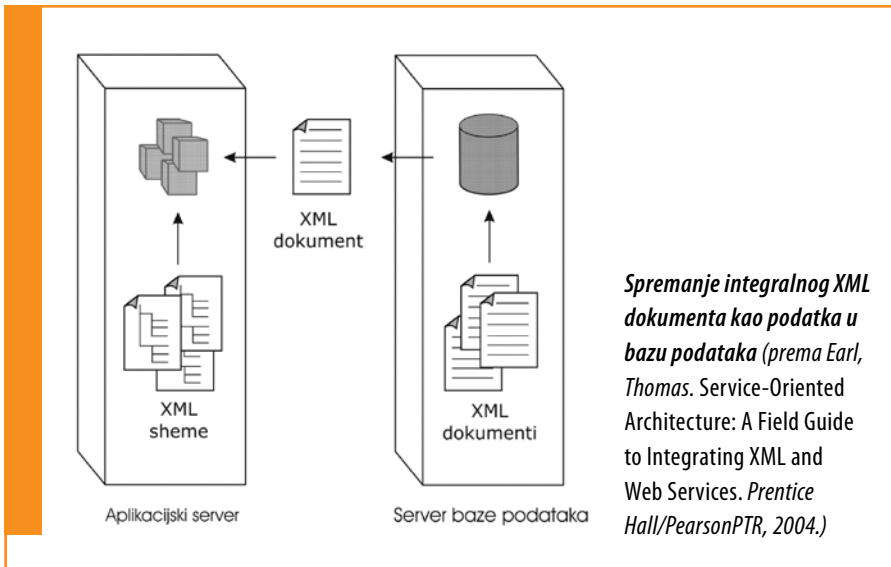 XML
dokument
XML
sheme
XML
dokumenti
Aplikacijski server
Server baze podataka
Spremanje integralnog XML
dokumenta kao podatka u
bazu podataka (prema Earl,
Thomas. Service-Oriented
Architecture: A Field Guide
to Integrating XML and
Web Services. Prentice
Hall/PearsonPTR, 2004.)